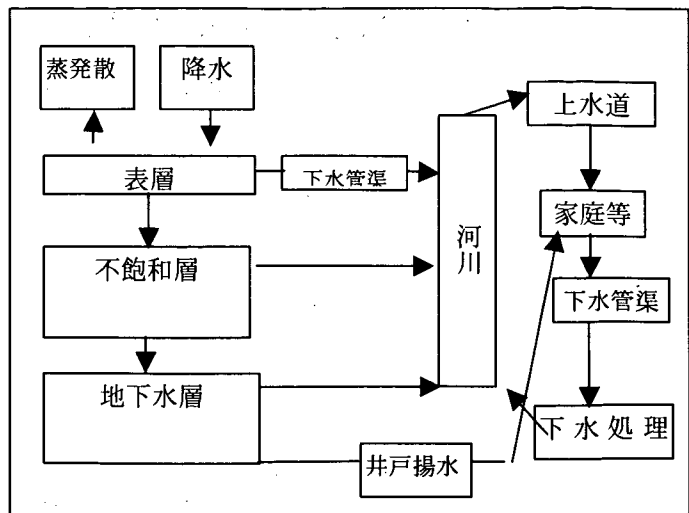 蒸発散
降水
上水道
表層
下水管渠
家庭等
河川
不飽和層
下水管渠
地下水層
下水処理
井戸揚水